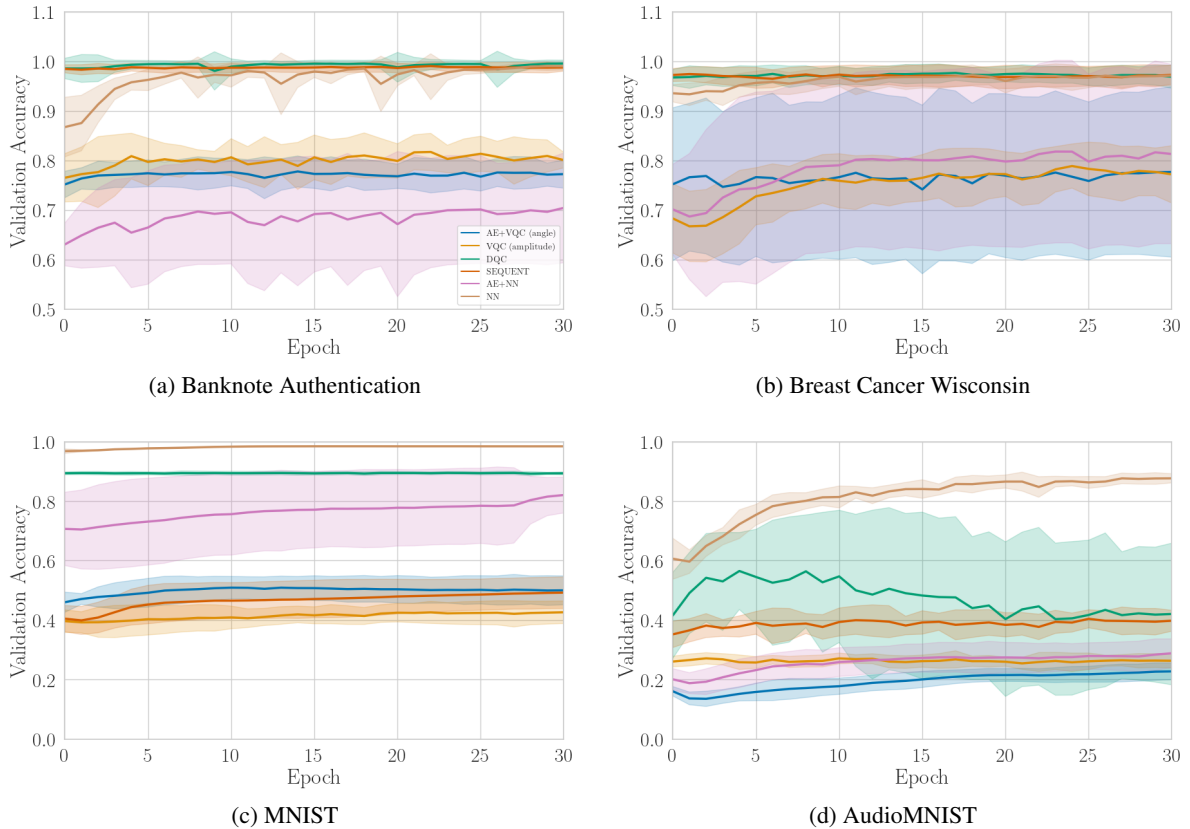 1.1
1.0
0.9
0.8
0.7
0.6
0.5
Validation Accuracy
AE+VQC (angle)
VQC (amplitude)
DQC
SEQUENT
AE+NN
NN
0 5 10 15 20 25 30
Epoch
(a) Banknote Authentication
1.1
1.0
0.9
0.8
0.7
0.6
0.5
Validation Accuracy
0 5 10 15 20 25 30
Epoch
(b) Breast Cancer Wisconsin
1.0
0.8
0.6
0.4
0.2
0.0
Validation Accuracy
0 5 10 15 20 25 30
Epoch
(c) MNIST
1.0
0.8
0.6
0.4
0.2
0.0
Validation Accuracy
0 5 10 15 20 25 30
Epoch
(d) AudioMNIST